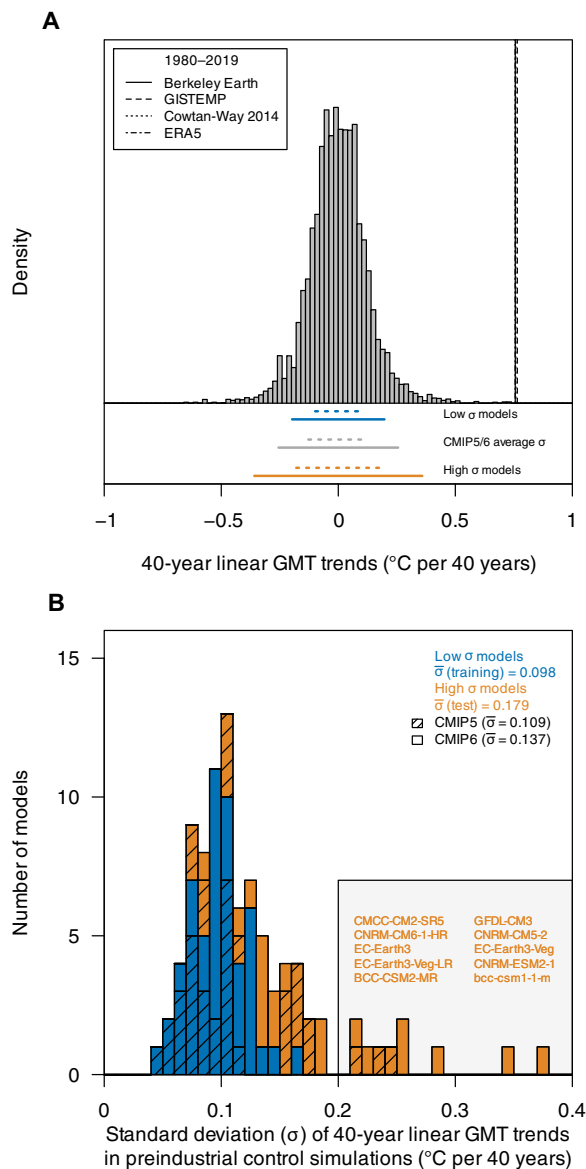 A
1980–2019
Berkeley Earth
GISTEMP
Cowtan-Way 2014
ERA5
Density
Low σ models
CMIP5/6 average σ
High σ models
−1 −0.5 0 0.5 1
40-year linear GMT trends (°C per 40 years)
B
Low σ models
σ̅ (training) = 0.098
High σ models
σ̅ (test) = 0.179
CMIP5 (σ̅ = 0.109)
CMIP6 (σ̅ = 0.137)
15
10
5
0
Number of models
CMCC-CM2-SR5 GFDL-CM3
CNRM-CM6-1-HR CNRM-CM5-2
EC-Earth3 EC-Earth3-Veg
EC-Earth3-Veg-LR CNRM-ESM2-1
BCC-CSM2-MR bcc-csm1-1-m
0 0.1 0.2 0.3 0.4
Standard deviation (σ) of 40-year linear GMT trends
in preindustrial control simulations (°C per 40 years)